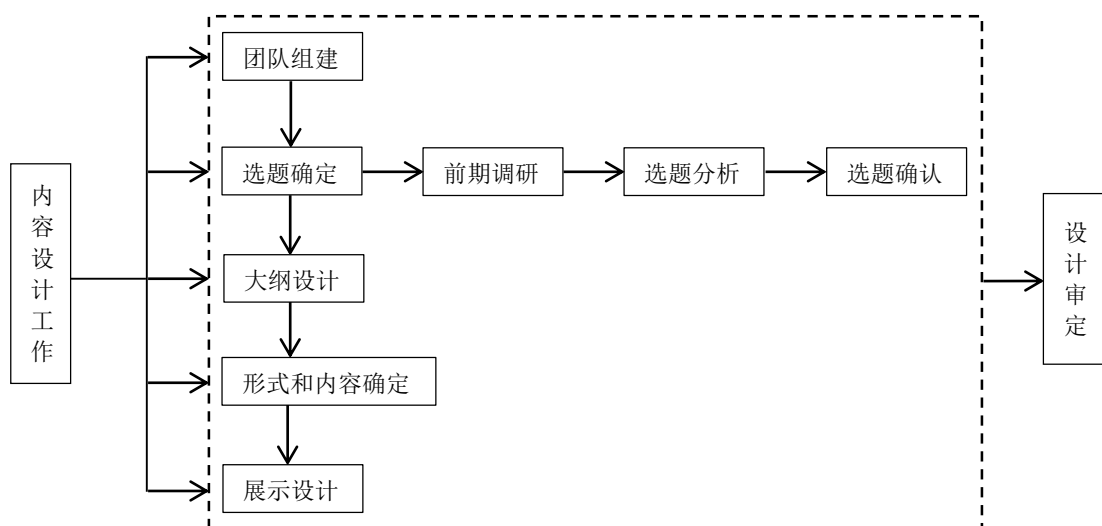 团队组建
选题确定
前期调研
选题分析
选题确认
内容设计工作
大纲设计
设计审定
形式和内容确定
展示设计